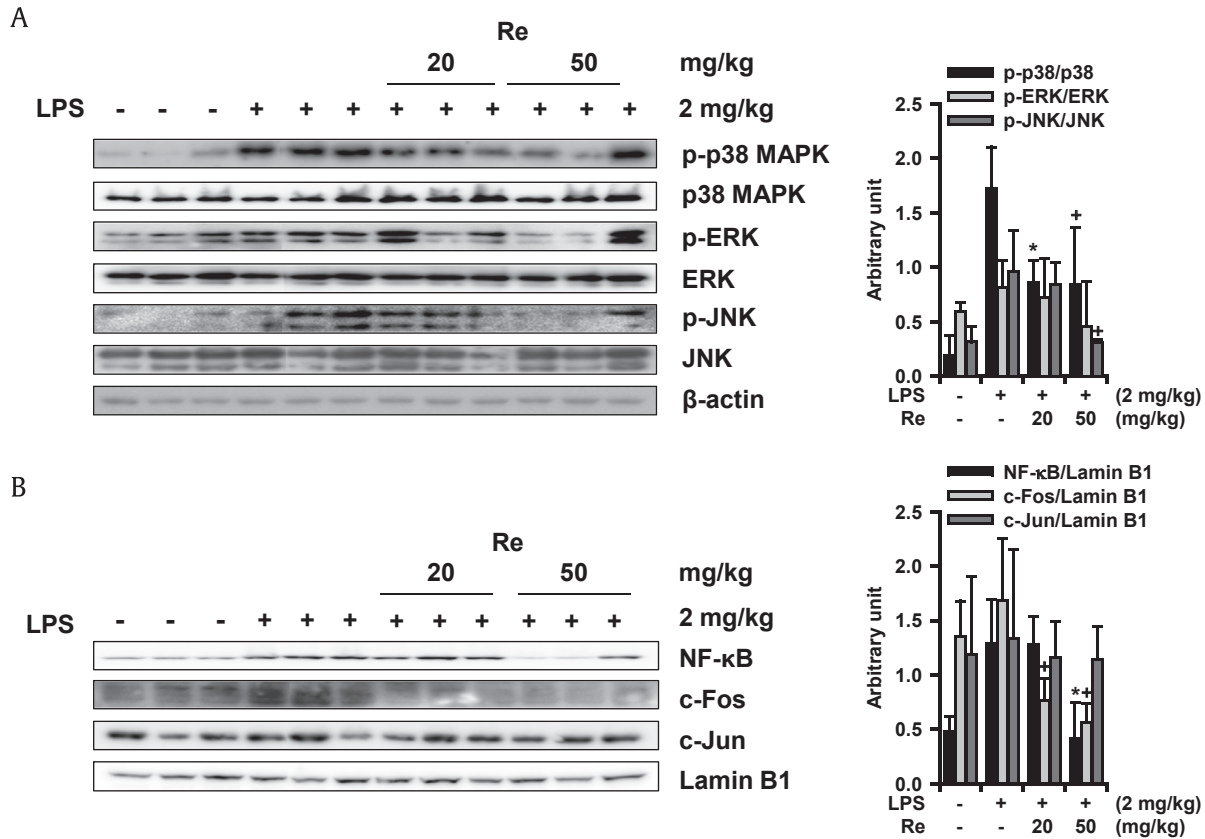 A
Re
20 50 mg/kg
LPS - - - + + + + + + + + + 2 mg/kg
p-p38 MAPK
p38 MAPK
p-ERK
ERK
p-JNK
JNK
β-actin
p-p38/p38
p-ERK/ERK
p-JNK/JNK
2.5
2.0
1.5
1.0
0.5
0.0
Arbitrary unit
*
+
+
LPS - + + + (2 mg/kg)
Re - - 20 50 (mg/kg)
B
Re
20 50 mg/kg
LPS - - - + + + + + + + + + 2 mg/kg
NF-κB
c-Fos
c-Jun
Lamin B1
NF-κB/Lamin B1
c-Fos/Lamin B1
c-Jun/Lamin B1
2.5
2.0
1.5
1.0
0.5
0.0
Arbitrary unit
+
*+
LPS - + + + (2 mg/kg)
Re - - 20 50 (mg/kg)